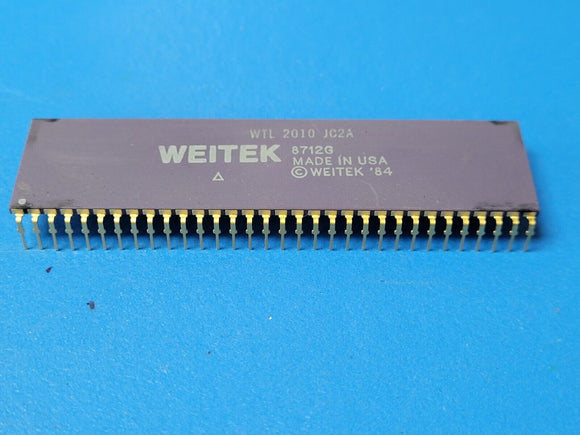 WTL 2010 JC2A
WEITEK 8712G
MADE IN USA
©WEITEK '84